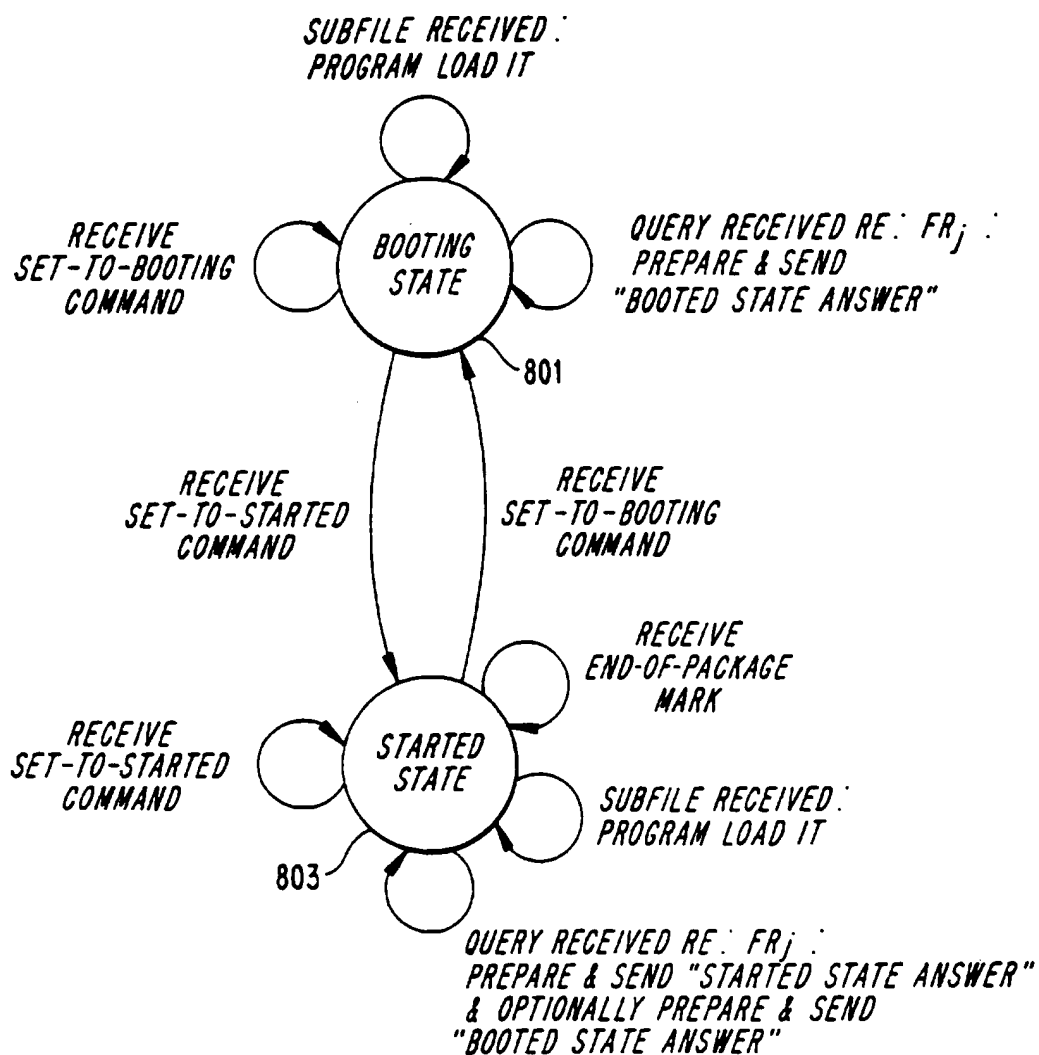 SUBFILE RECEIVED:
PROGRAM LOAD IT
RECEIVE
SET-TO-BOOTING
COMMAND
BOOTING
STATE
QUERY RECEIVED RE: FRj :
PREPARE & SEND
"BOOTED STATE ANSWER"
801
RECEIVE
SET-TO-STARTED
COMMAND
RECEIVE
SET-TO-BOOTING
COMMAND
RECEIVE
END-OF-PACKAGE
MARK
RECEIVE
SET-TO-STARTED
COMMAND
STARTED
STATE
SUBFILE RECEIVED:
PROGRAM LOAD IT
803
QUERY RECEIVED RE: FRj :
PREPARE & SEND "STARTED STATE ANSWER"
& OPTIONALLY PREPARE & SEND
"BOOTED STATE ANSWER"